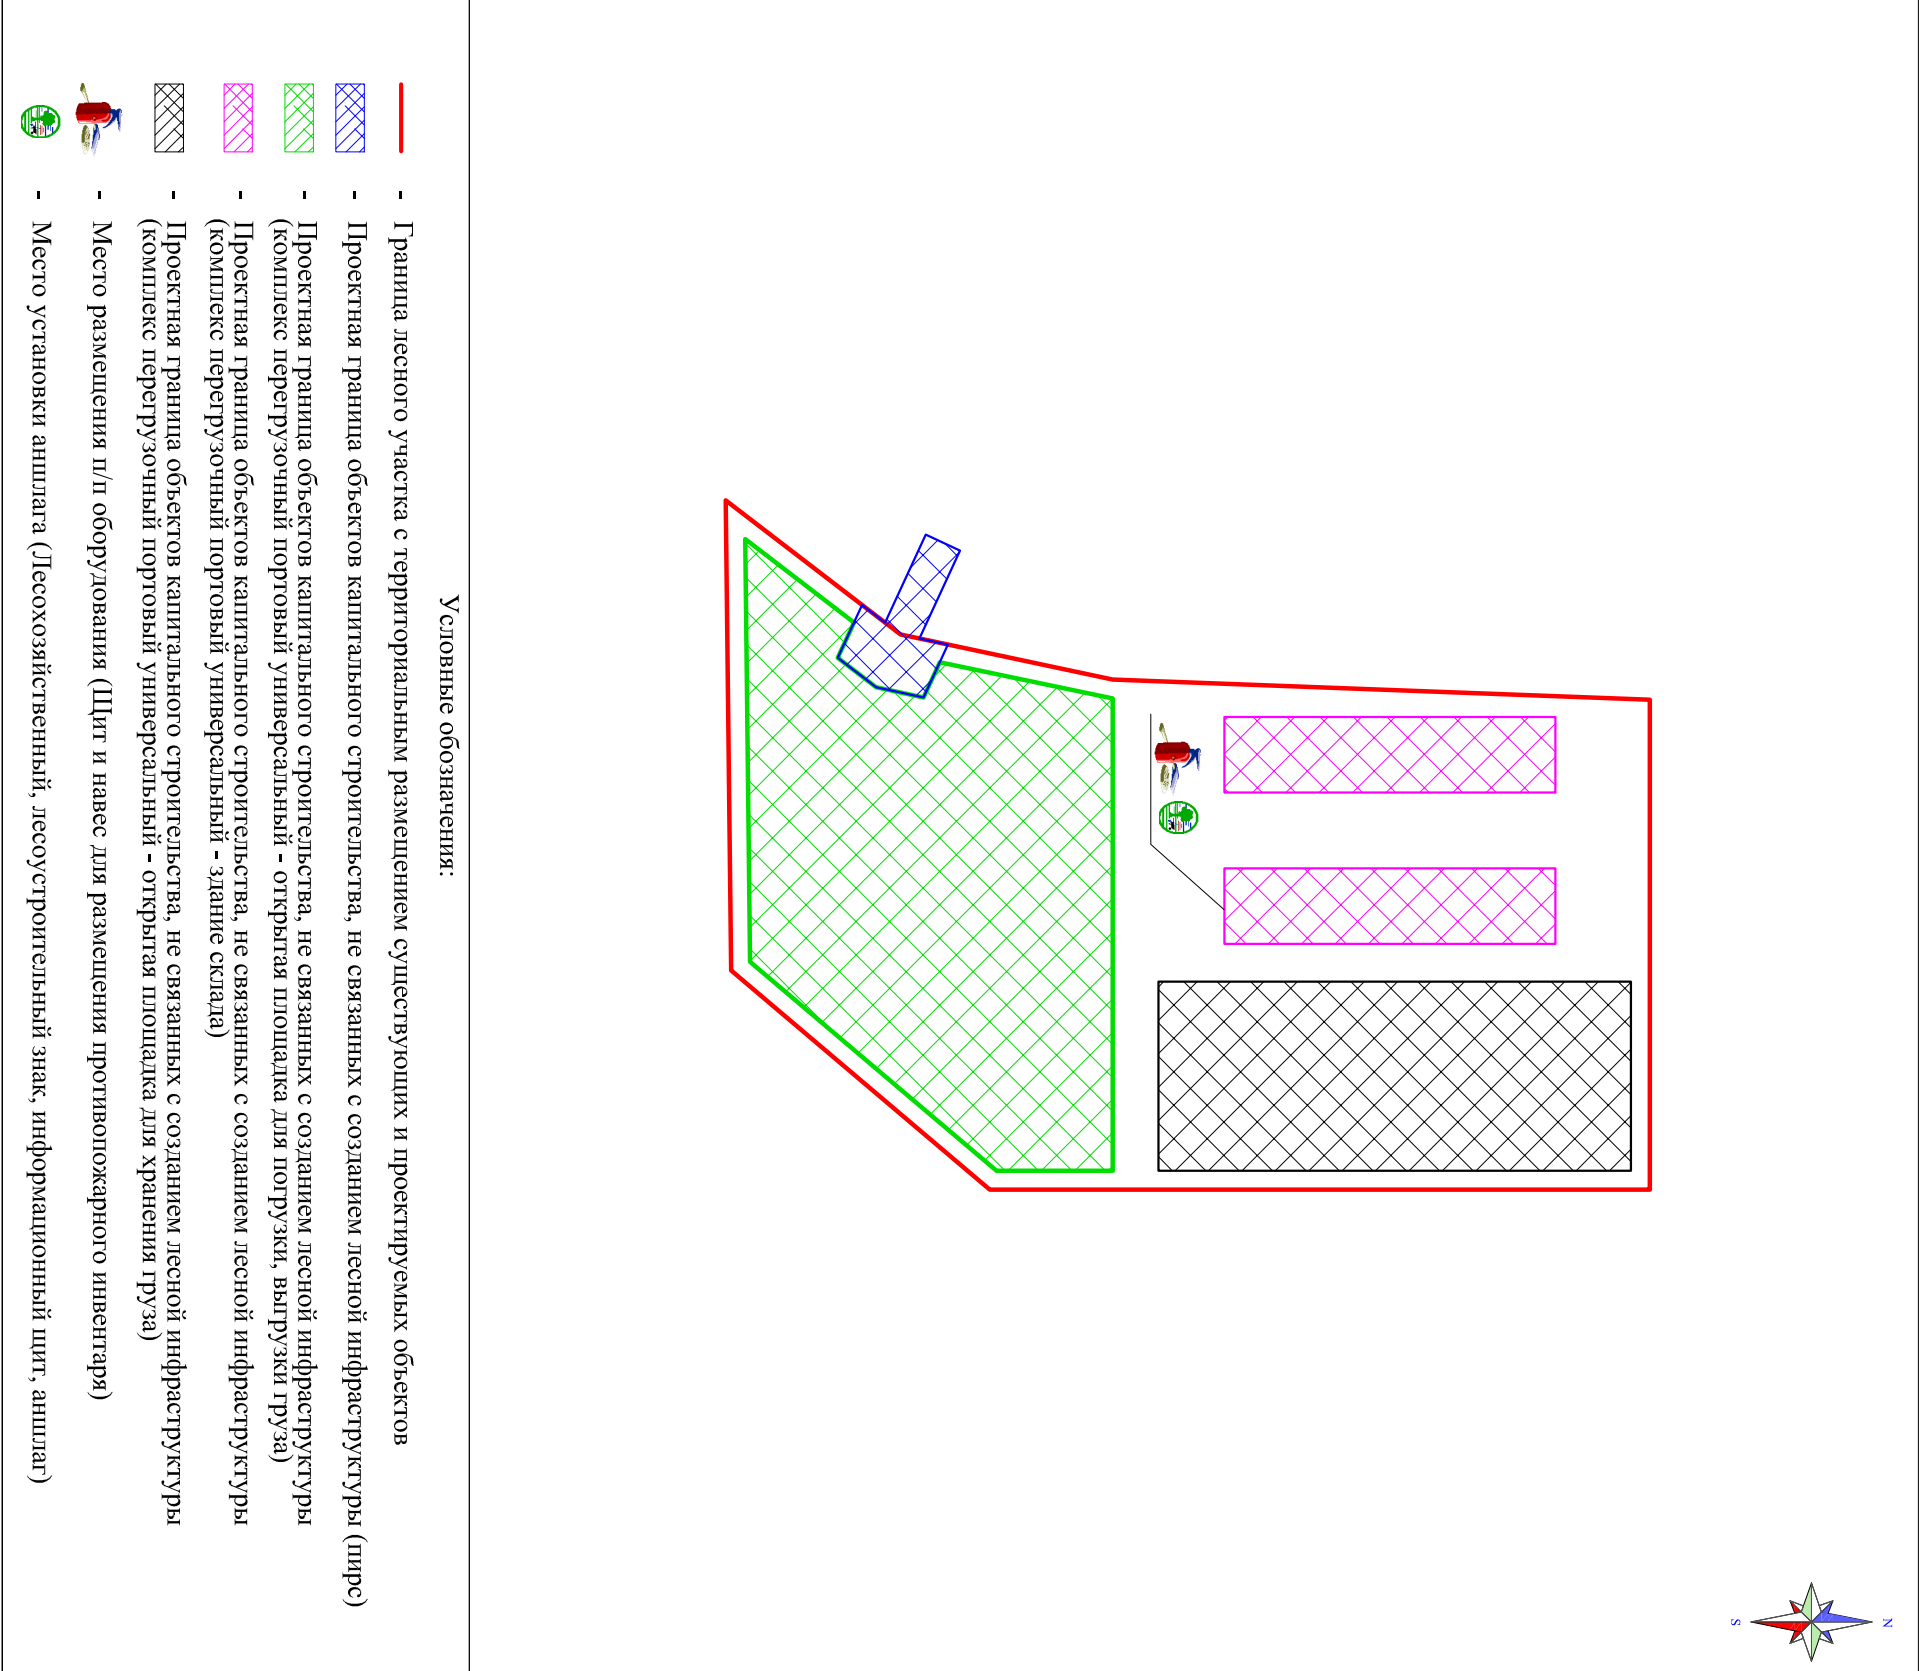 N
S
Условные обозначения:
- Граница лесного участка с территориальным размещением существующих и проектируемых объектов
- Проектная граница объектов капитального строительства, не связанных с созданием лесной инфраструктуры (пирс)
- Проектная граница объектов капитального строительства, не связанных с созданием лесной инфраструктуры
(комплекс перегрузочный портовый универсальный - открытая площадка для погрузки, выгрузки груза)
- Проектная граница объектов капитального строительства, не связанных с созданием лесной инфраструктуры
(комплекс перегрузочный портовый универсальный - здание склада)
- Проектная граница объектов капитального строительства, не связанных с созданием лесной инфраструктуры
(комплекс перегрузочный портовый универсальный - открытая площадка для хранения груза)
- Место размещения п/п оборудования (Щит и навес для размещения противопожарного инвентаря)
- Место установки аншлага (Лесохозяйственный, лесоустроительный знак, информационный щит, аншлаг)